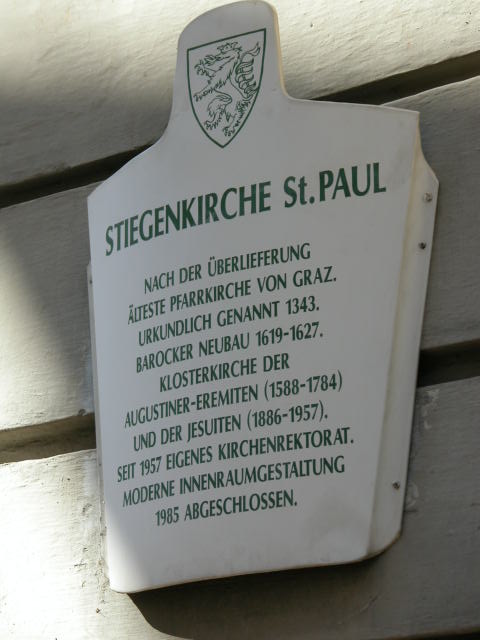 STIEGENKIRCHE St. PAUL
NACH DER ÜBERLIEFERUNG
ÄLTESTE PFARRKIRCHE VON GRAZ.
URKUNDLICH GENANNT 1343.
BAROCKER NEUBAU 1619-1627.
KLOSTERKIRCHE DER
AUGUSTINER-EREMITEN (1588-1784)
UND DER JESUITEN (1886-1957).
SEIT 1957 EIGENES KIRCHENREKTORAT.
MODERNE INNENRAUMGESTALTUNG
1985 ABGESCHLOSSEN.